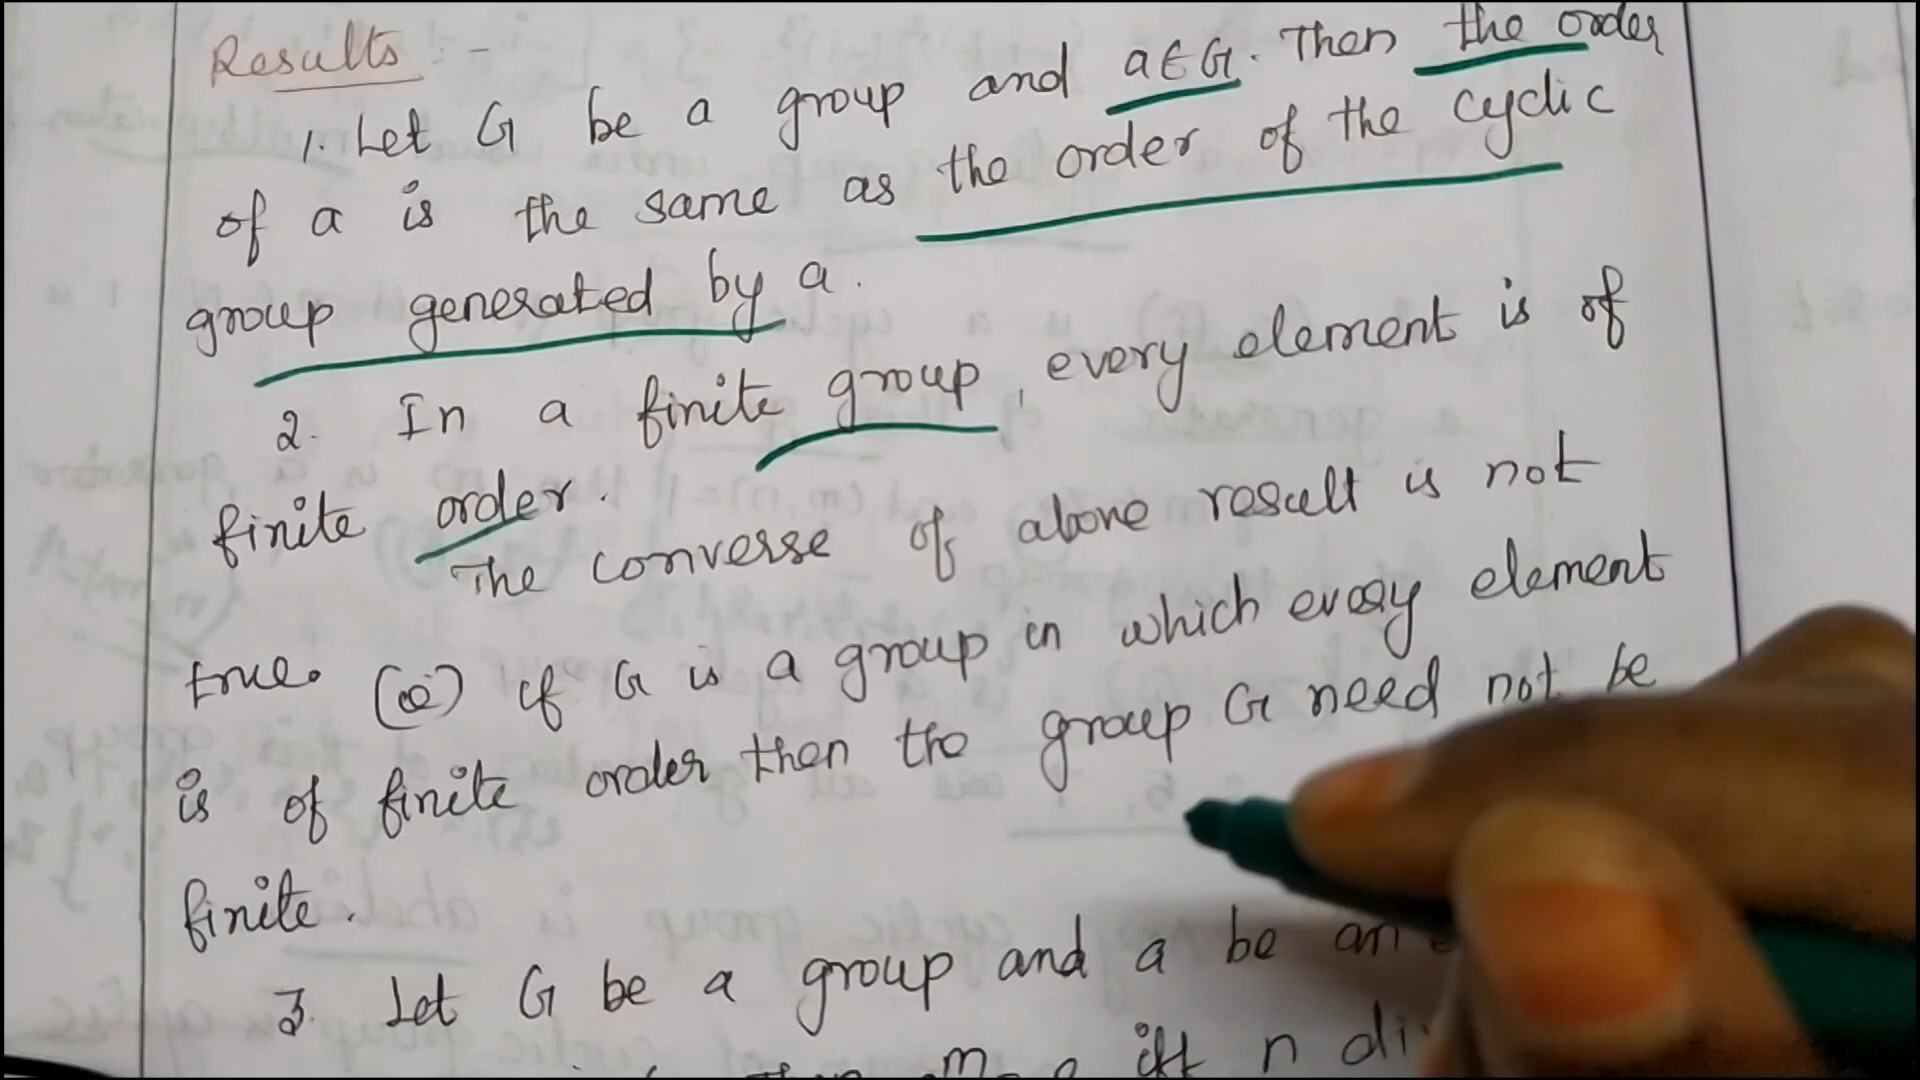 Results :-
1. Let G be a group and a∈G. Then the order
of a is the same as the order of the cyclic
group generated by a.
2. In a finite group, every element is of
finite order.
The converse of above result is not
true. (ie) if G is a group in which every element
is of finite order then the group G need not be
finite.
3. Let G be a group and a be an
m iff n di